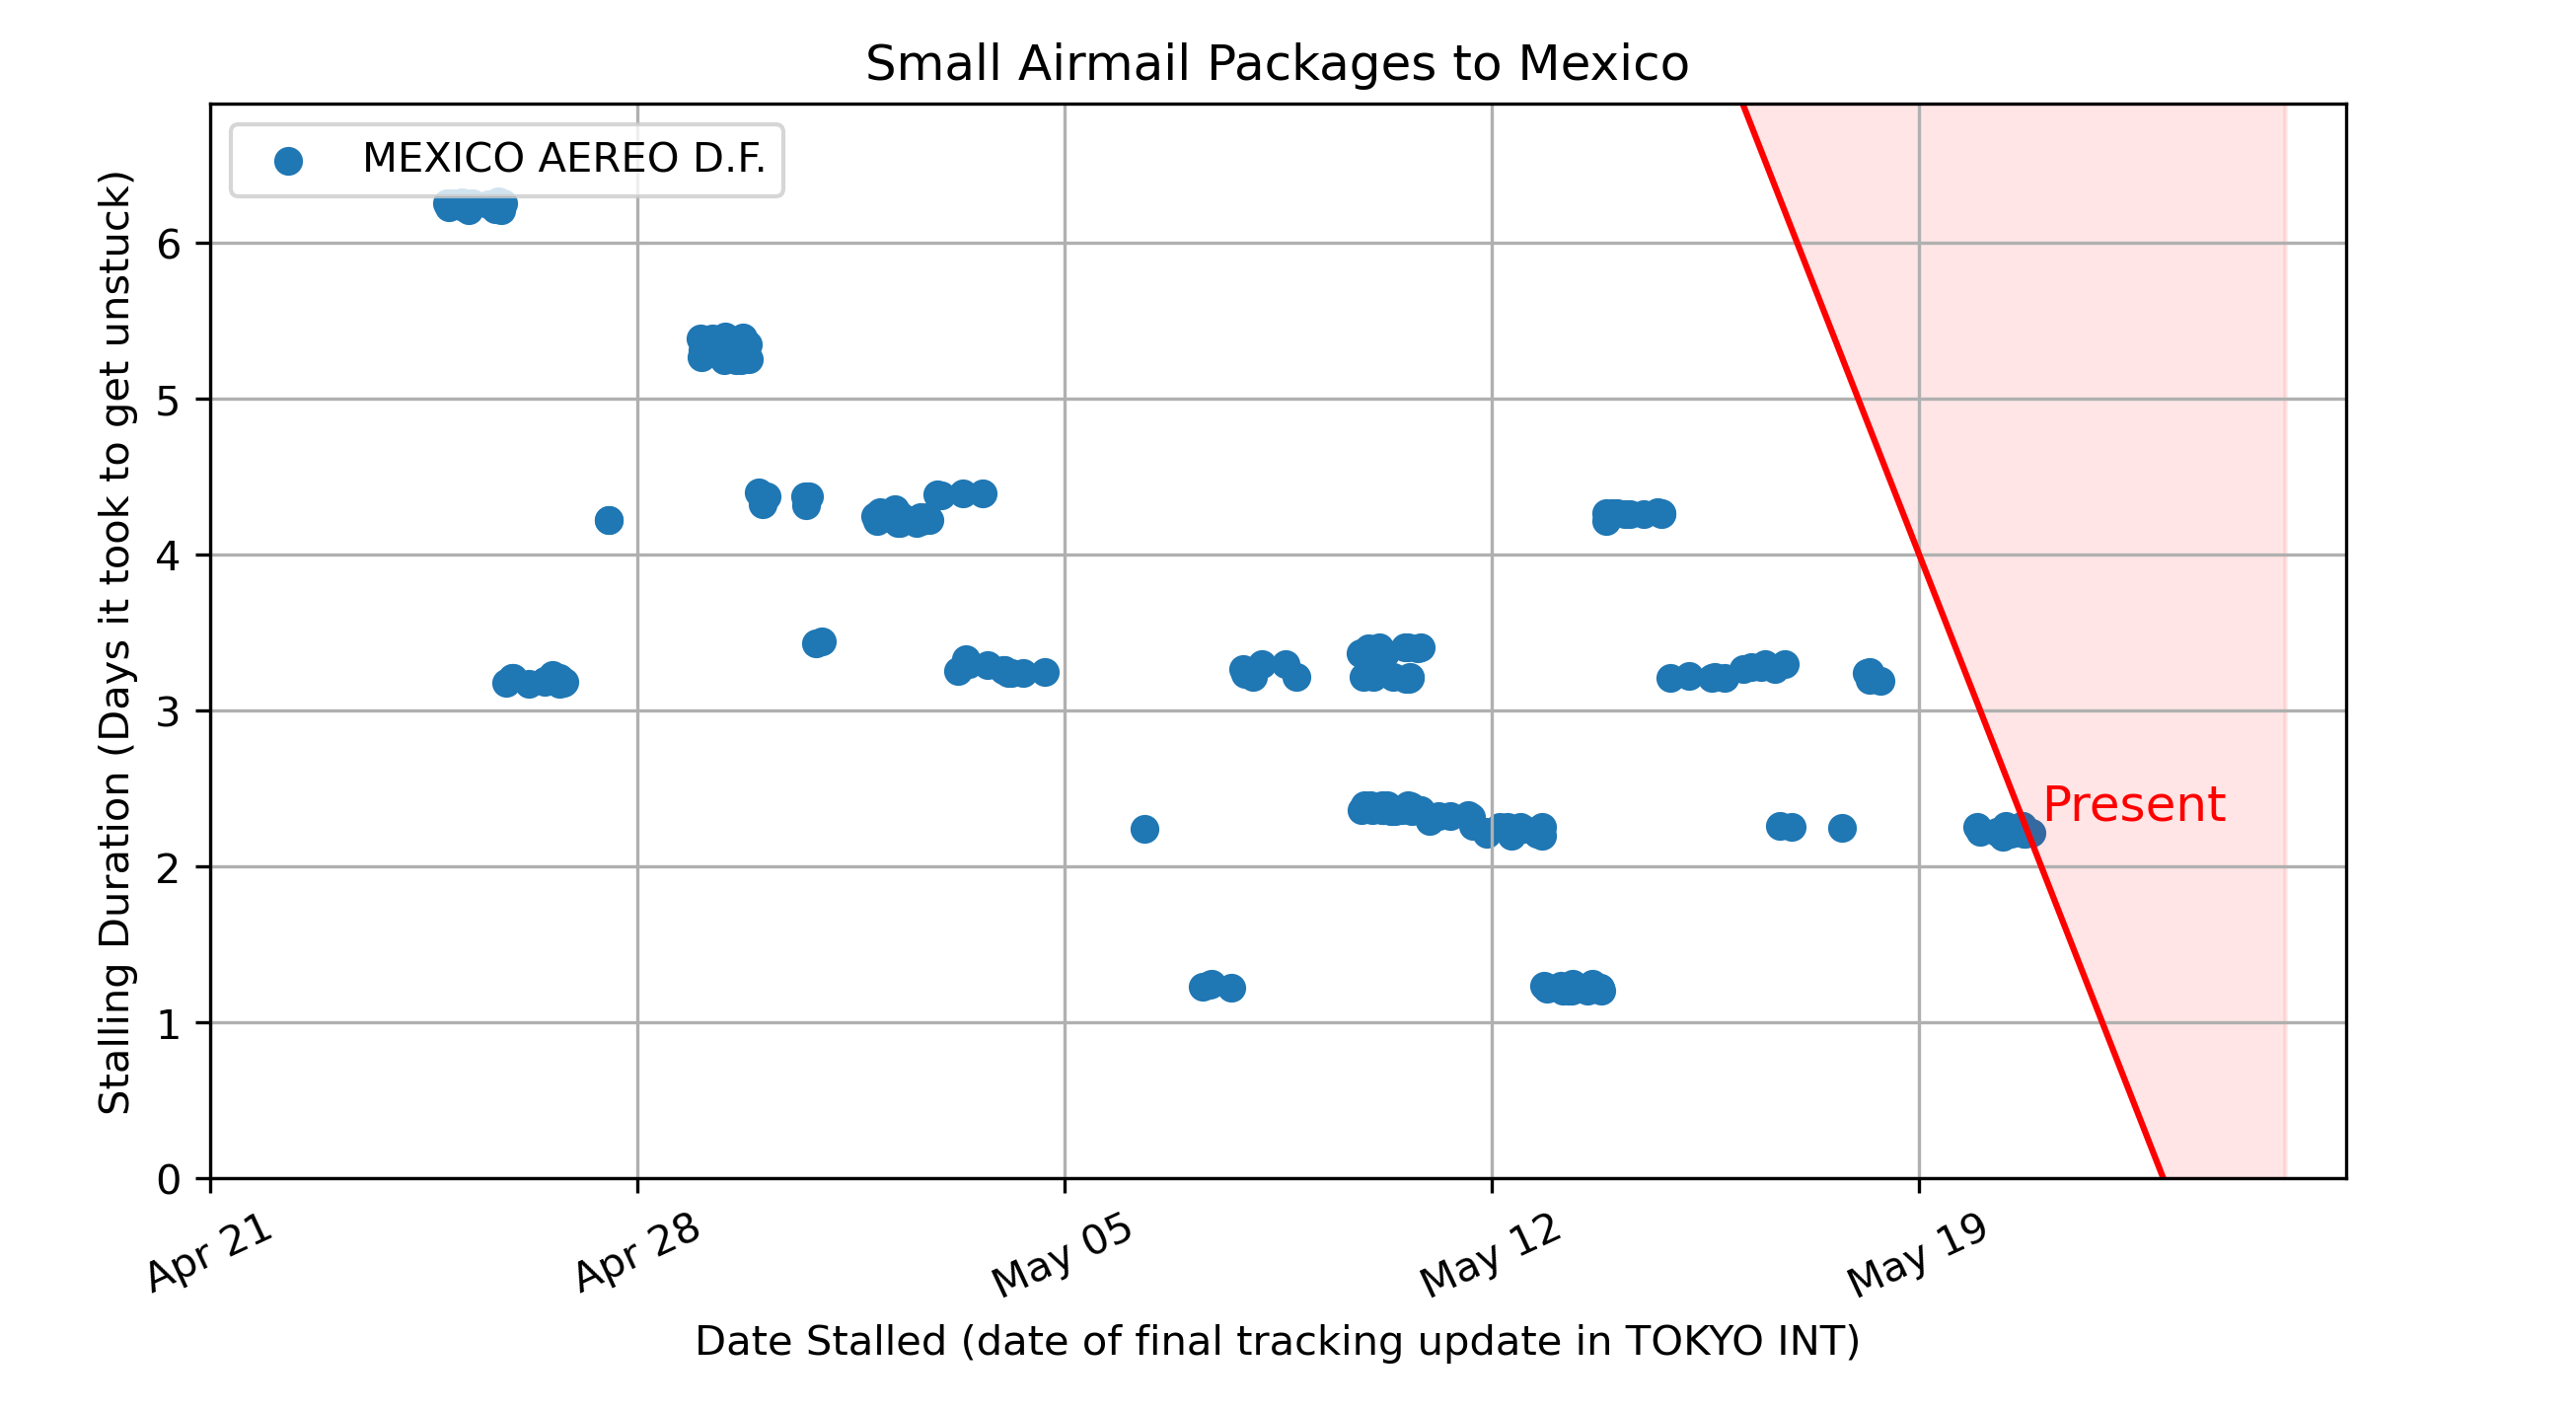 Small Airmail Packages to Mexico
MEXICO AEREO D.F.
Stalling Duration (Days it took to get unstuck)
6
5
4
3
2
1
0
Present
Apr 21
Apr 28
May 05
May 12
May 19
Date Stalled (date of final tracking update in TOKYO INT)